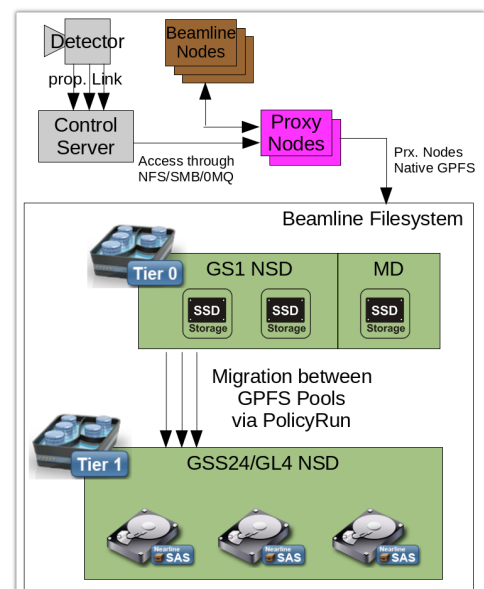 Detector
prop. Link
Control
Server
Beamline
Nodes
Proxy
Nodes
Access through
NFS/SMB/0MQ
Prx. Nodes
Native GPFS
Beamline Filesystem
Tier 0
GS1 NSD
MD
SSD
Storage
SSD
Storage
SSD
Storage
Migration between
GPFS Pools
via PolicyRun
Tier 1
GSS24/GL4 NSD
Nearline
SAS
Nearline
SAS
Nearline
SAS